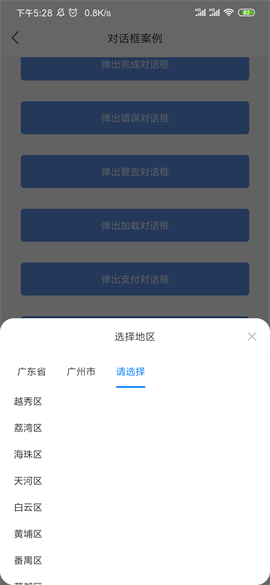 下午5:28 0.8K/s 82
对话框案例
弹出完成对话框
弹出错误对话框
弹出警告对话框
弹出加载对话框
弹出支付对话框
选择地区
广东省 广州市 请选择
越秀区
荔湾区
海珠区
天河区
白云区
黄埔区
番禺区